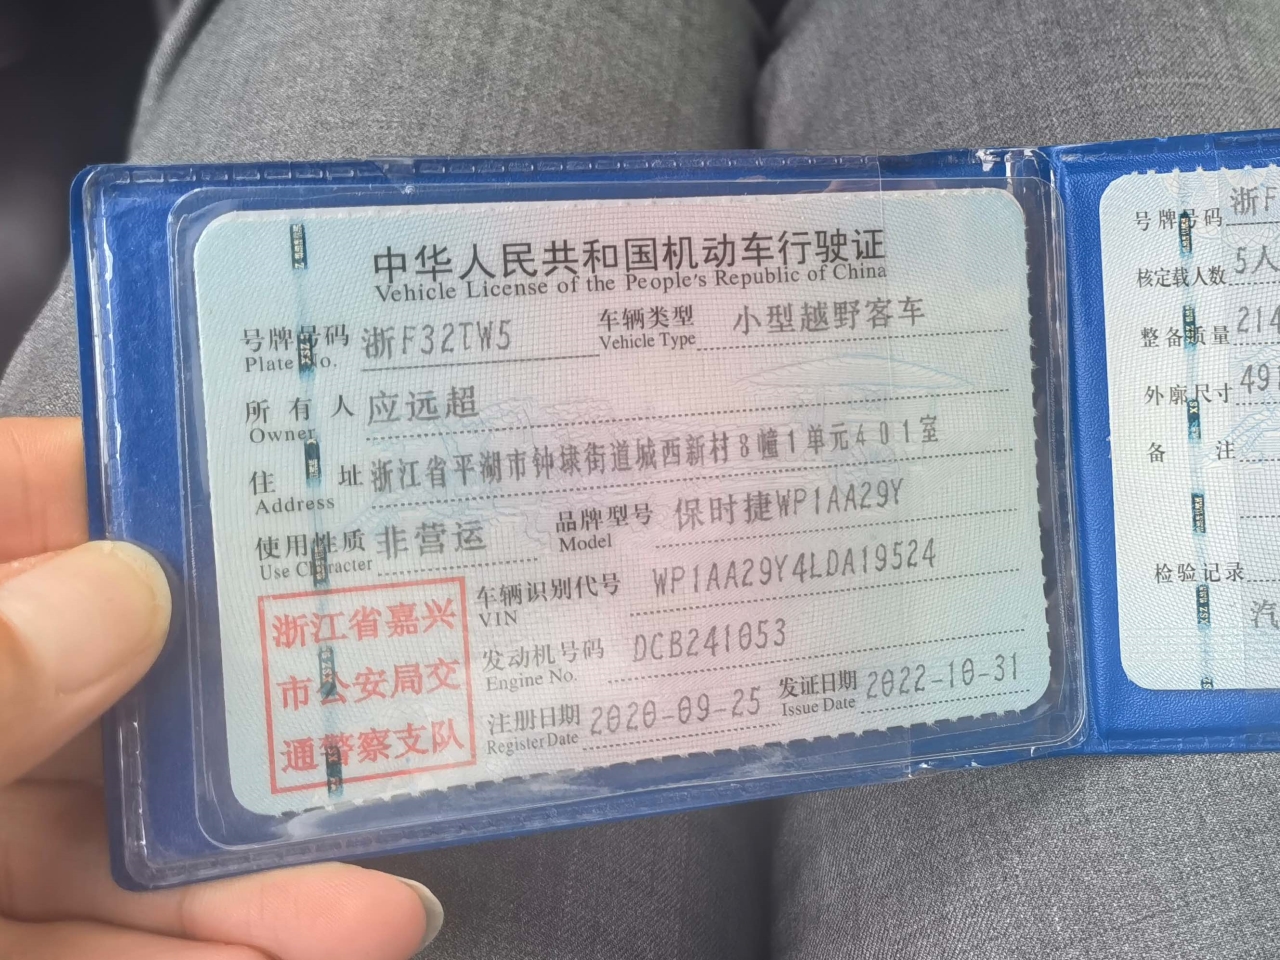 中华人民共和国机动车行驶证
Vehicle License of the People's Republic of China
号牌号码 浙F32TW5 车辆类型 小型越野客车
Plate No. Vehicle Type
所有人 应远超
Owner
住址 浙江省平湖市钟埭街道城西新村8幢1单元401室
Address
使用性质 非营运 品牌型号 保时捷WP1AA29Y
Use Character Model
车辆识别代号 WP1AA29Y4LDA19524
VIN
发动机号码 DCB241053
Engine No.
注册日期 2020-09-25 发证日期 2022-10-31
Register Date Issue Date
浙江省嘉兴
市公安局交
通警察支队
号牌号码 浙F
核定载人数 5人
整备质量 214
外廓尺寸 491
备注
检验记录
汽